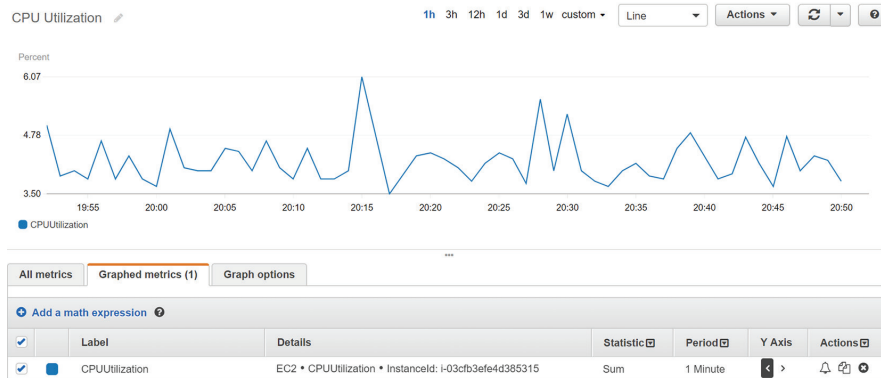 CPU Utilization 1h 3h 12h 1d 3d 1w custom Line Actions
Percent
6.07
4.78
3.50
19:55 20:00 20:05 20:10 20:15 20:20 20:25 20:30 20:35 20:40 20:45 20:50
CPUUtilization
All metrics Graphed metrics (1) Graph options
Add a math expression
Label Details Statistic Period Y Axis Actions
CPUUtilization EC2 • CPUUtilization • InstanceId: i-03cfb3efe4d385315 Sum 1 Minute < >